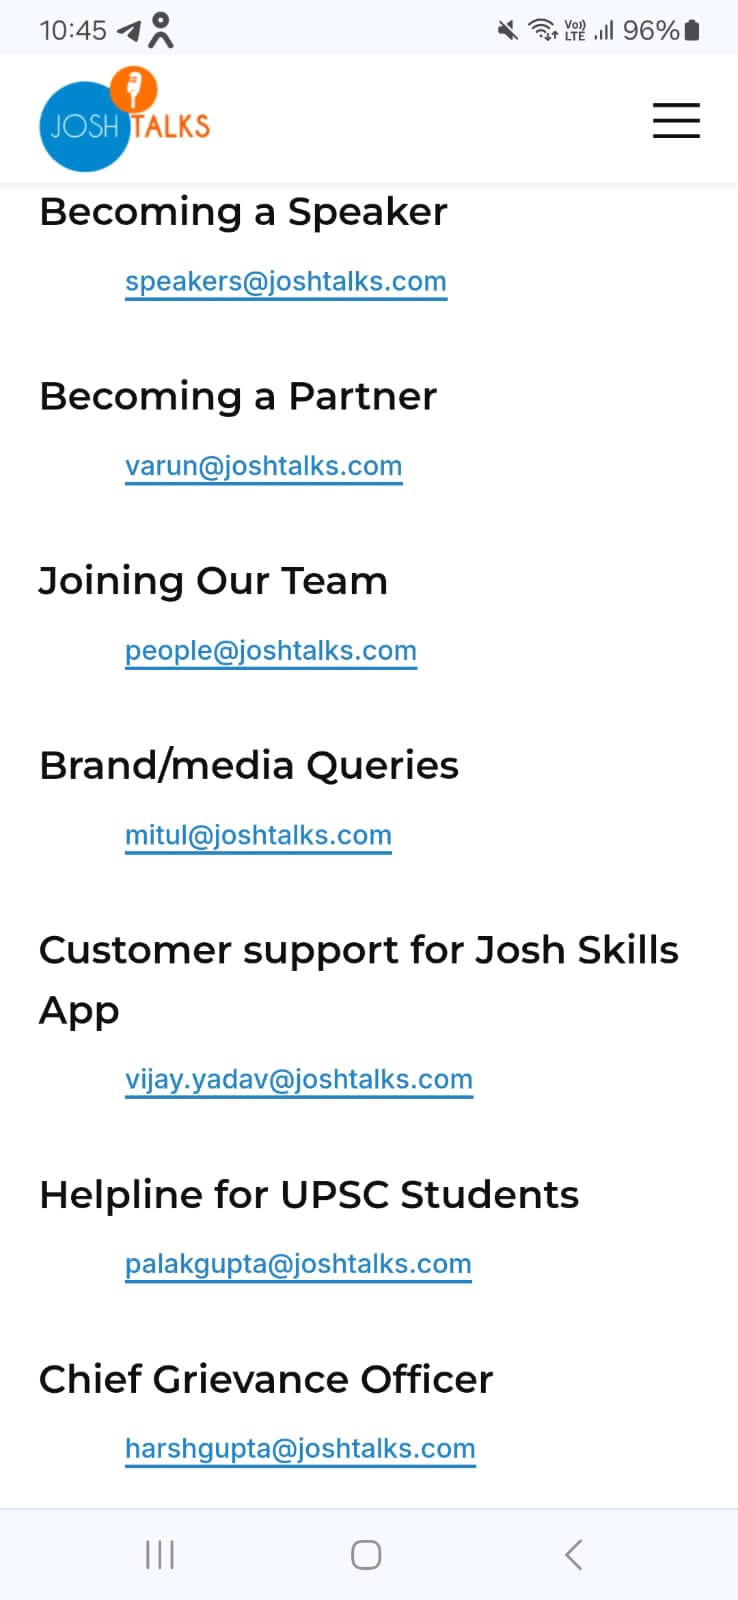 10:45
Vo))
LTE
96%
JOSH TALKS
Becoming a Speaker
speakers@joshtalks.com
Becoming a Partner
varun@joshtalks.com
Joining Our Team
people@joshtalks.com
Brand/media Queries
mitul@joshtalks.com
Customer support for Josh Skills
App
vijay.yadav@joshtalks.com
Helpline for UPSC Students
palakgupta@joshtalks.com
Chief Grievance Officer
harshgupta@joshtalks.com